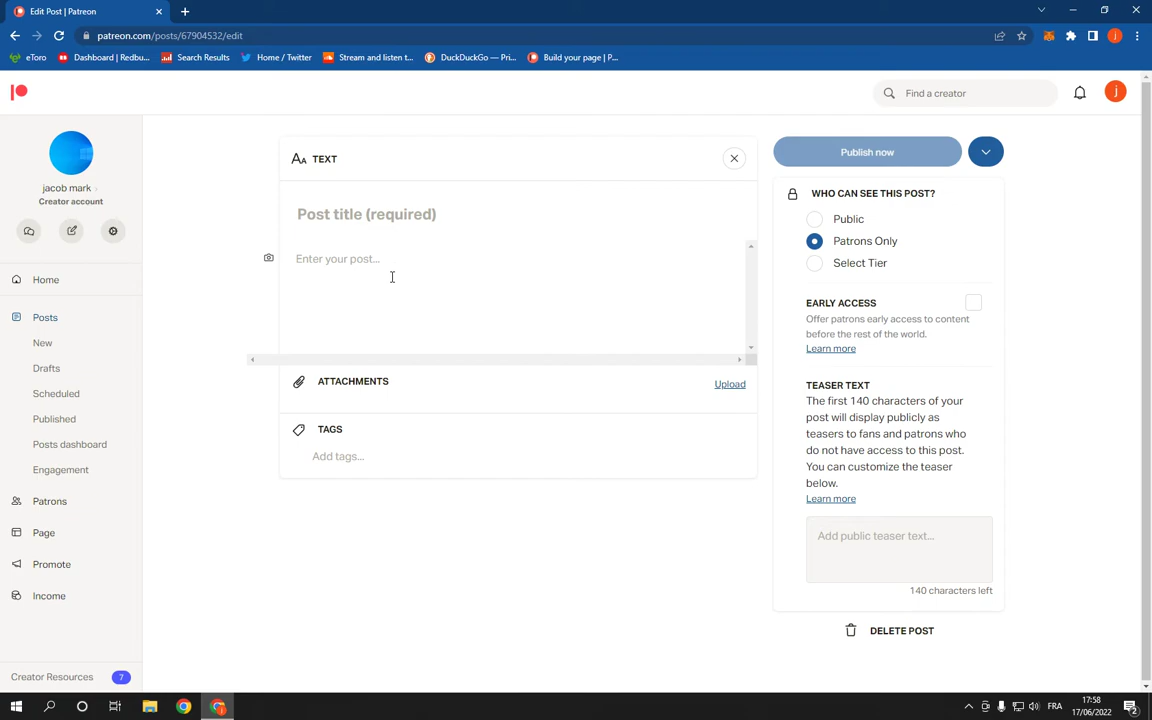 Edit Post | Patreon
patreon.com/posts/67904532/edit
eToro
Dashboard | Redbu...
Search Results
Home / Twitter
Stream and listen t...
DuckDuckGo — Pri...
Build your page | P...
Find a creator
j
j
jacob mark
Creator account
Home
Posts
New
Drafts
Scheduled
Published
Posts dashboard
Engagement
Patrons
Page
Promote
Income
Creator Resources
7
AA TEXT
Post title (required)
Enter your post...
ATTACHMENTS
Upload
TAGS
Add tags...
Publish now
WHO CAN SEE THIS POST?
Public
Patrons Only
Select Tier
EARLY ACCESS
Offer patrons early access to content
before the rest of the world.
Learn more
TEASER TEXT
The first 140 characters of your
post will display publicly as
teasers to fans and patrons who
do not have access to this post.
You can customize the teaser
below.
Learn more
Add public teaser text...
140 characters left
DELETE POST
FRA
17:58
17/06/2022
2